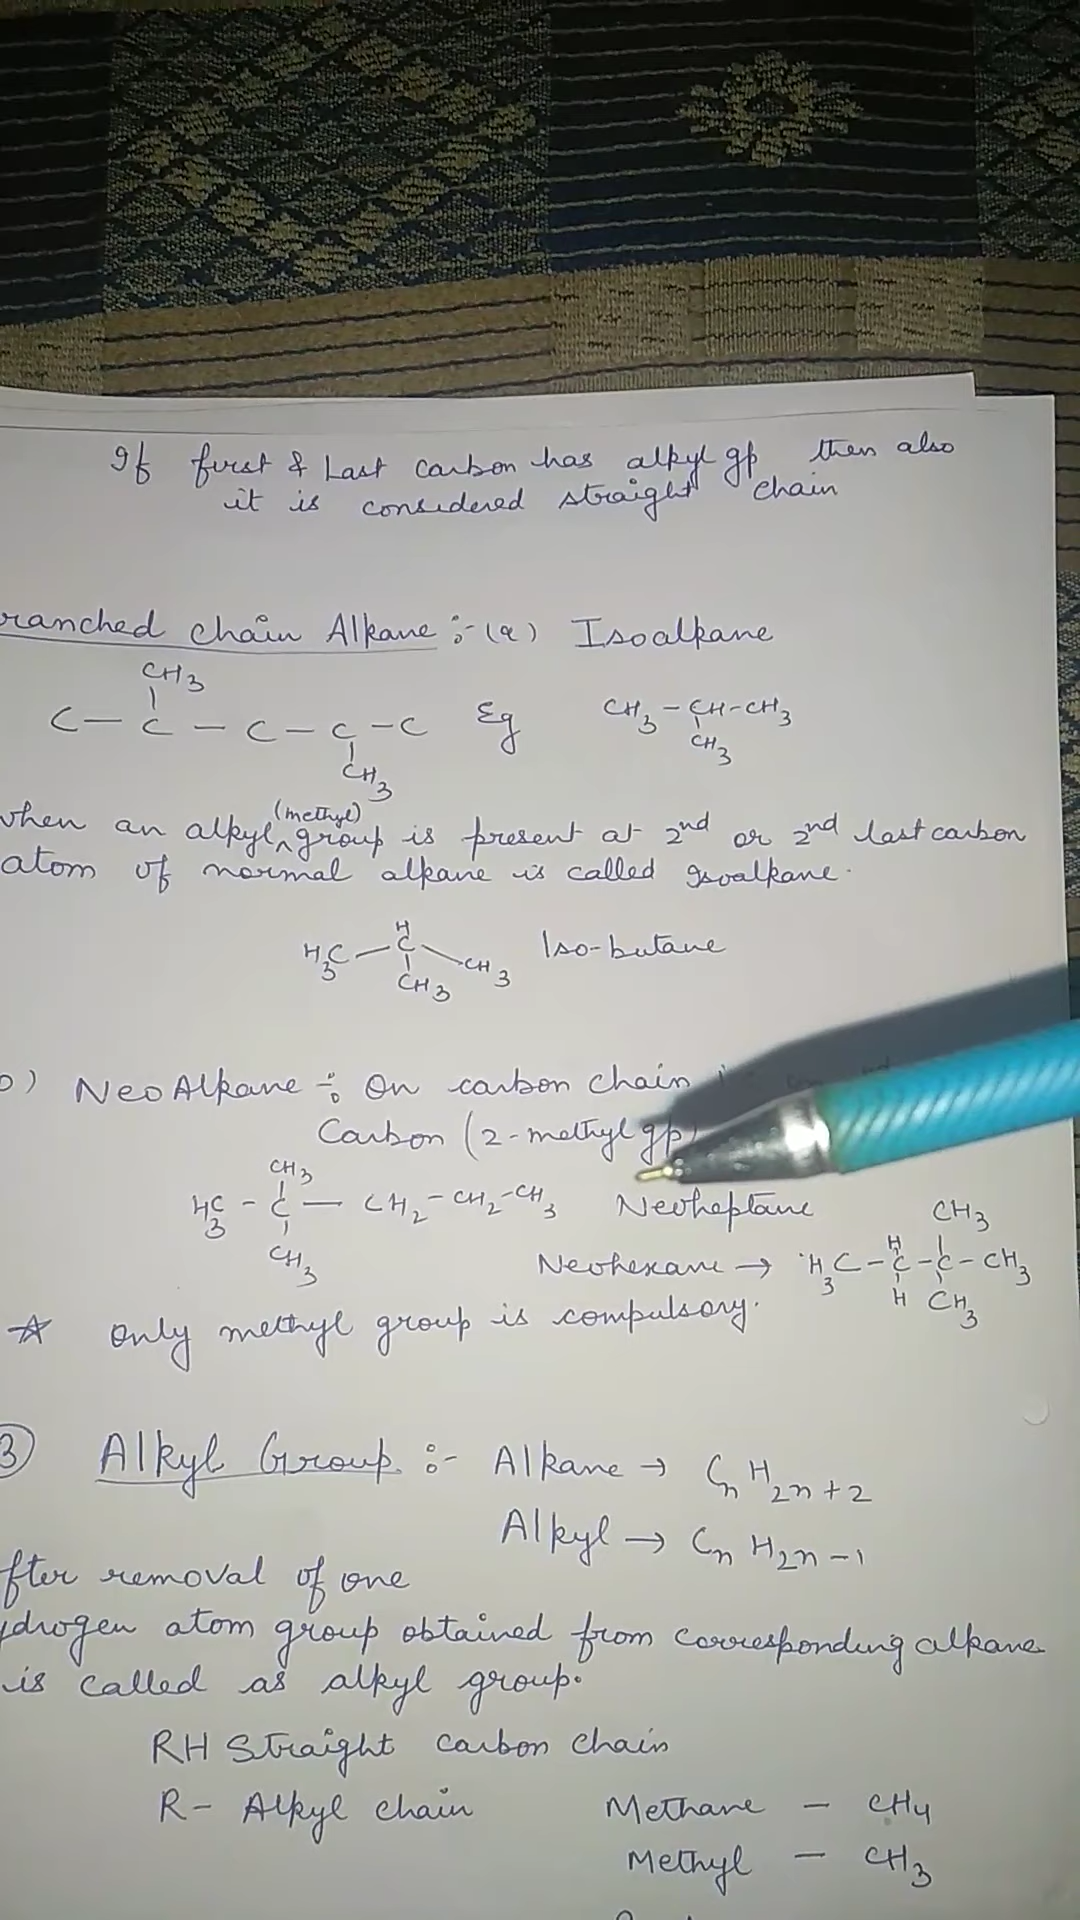 If first & Last carbon has alkyl gp then also
it is considered straight chain
ranched chain Alkane :- (a) Isoalkane
CH3
C - C - C - C - C Eg CH3 - CH - CH3
CH3 CH3
(methyl)
when an alkyl ^ group is present at 2nd or 2nd last carbon
atom of normal alkane is called Isoalkane.
H
H3C - C - CH3 Iso-butane
CH3
b) Neo Alkane :- On carbon chain
Carbon (2-methyl gp)
CH3
H3C - C - CH2 - CH2 - CH3 Neoheptane
CH3
CH3
H
Neohexane → H3C - C - C - CH3
H CH3
☆ Only methyl group is compulsory.
3 Alkyl Group :- Alkane → CnH2n+2
Alkyl → CnH2n-1
fter removal of one
ydrogen atom group obtained from corresponding alkane
is called as alkyl group.
RH Straight carbon chain
R- Alkyl chain
Methane - CH4
Methyl - CH3